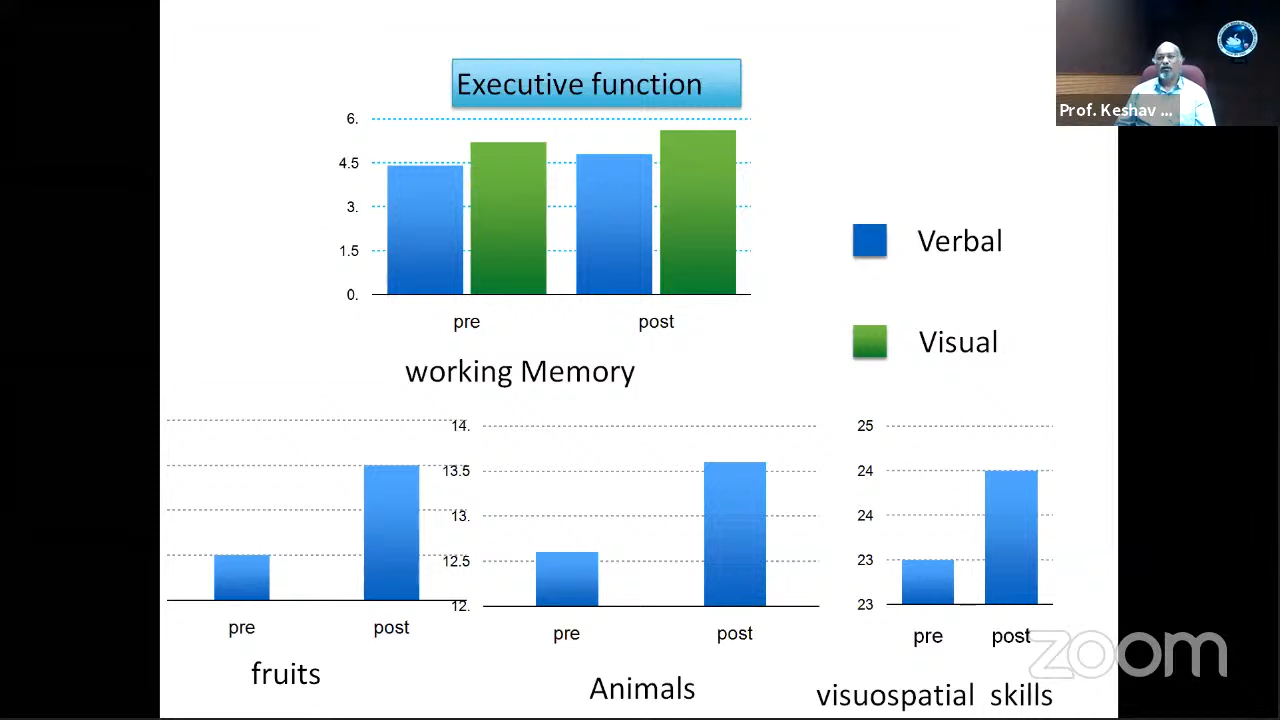 Executive function
Prof. Keshav ...
6.
4.5
3.
1.5
0.
pre post
working Memory
Verbal
Visual
pre post
fruits
14.
13.5
13.
12.5
12.
pre post
Animals
25
24
24
23
23
pre post
visuospatial skills
zoom